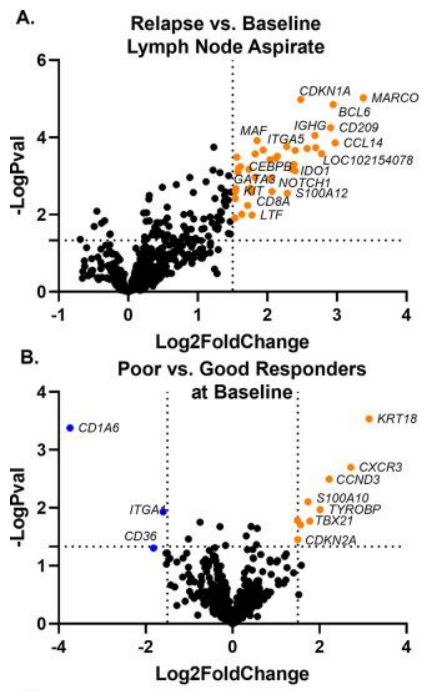 A.
Relapse vs. Baseline
Lymph Node Aspirate
6
4
2
0
-LogPval
CDKN1A
MARCO
BCL6
IGHG
CD209
MAF
ITGA5
CCL14
LOC102154078
CEBPB
IDO1
GATA3
NOTCH1
KIT
S100A12
CD8A
LTF
-1 0 1 2 3 4
Log2FoldChange
B.
Poor vs. Good Responders
at Baseline
4
3
2
1
0
-LogPval
CD1A6
KRT18
CXCR3
CCND3
S100A10
ITGA
TYROBP
TBX21
CD36
CDKN2A
-4 -2 0 2 4
Log2FoldChange